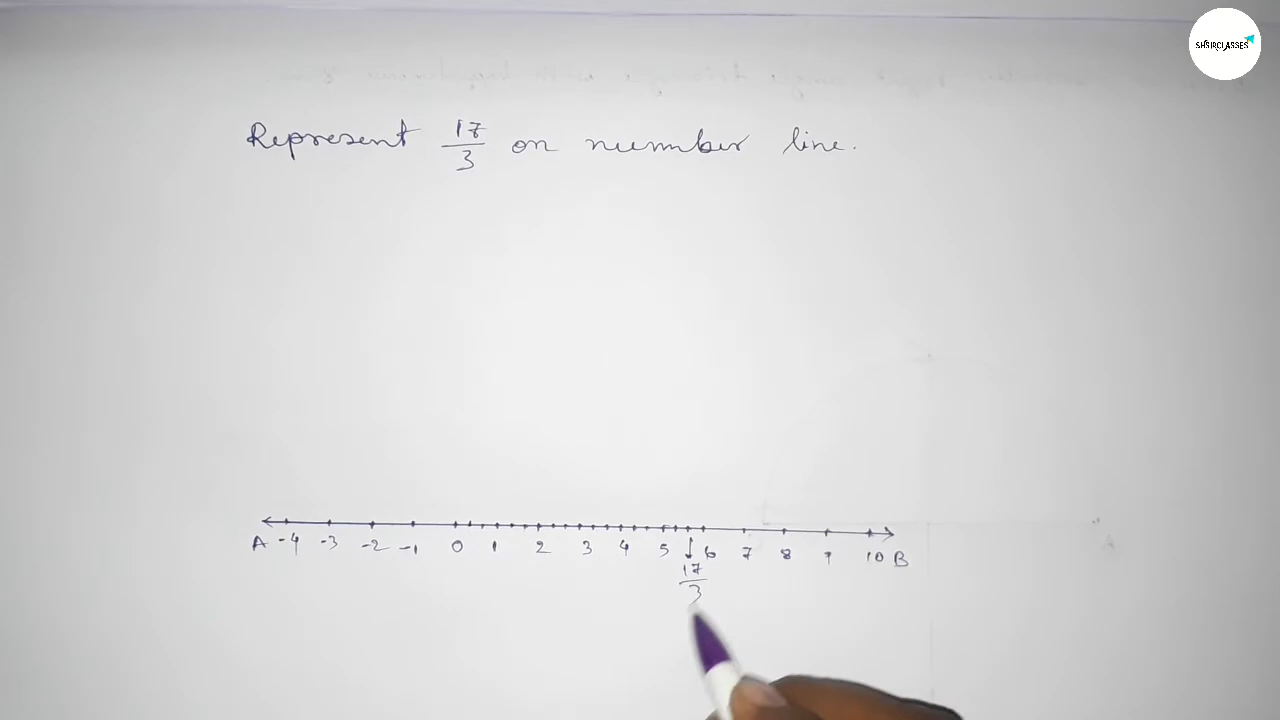 SHSIRCLASSES
Represent 17/3 on number line.
A -4 -3 -2 -1 0 1 2 3 4 5 6 7 8 9 10 B
17/3